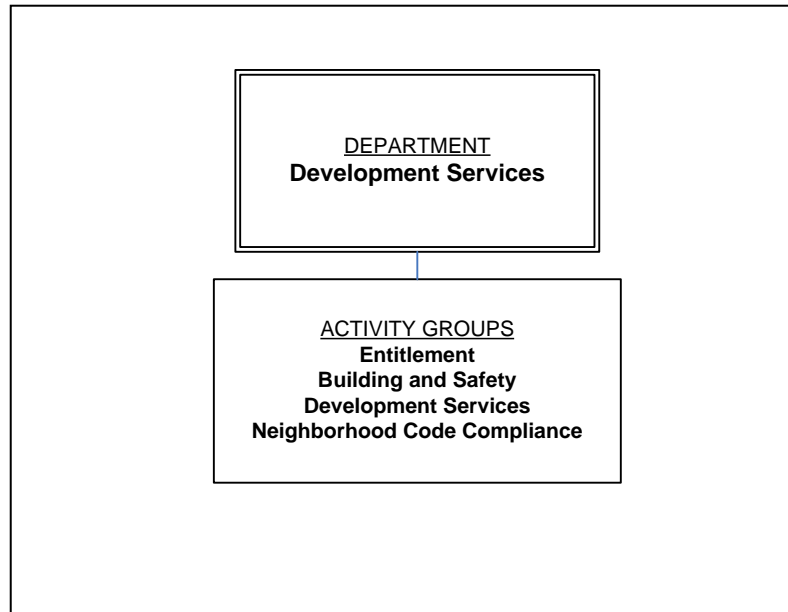 DEPARTMENT
Development Services
ACTIVITY GROUPS
Entitlement
Building and Safety
Development Services
Neighborhood Code Compliance